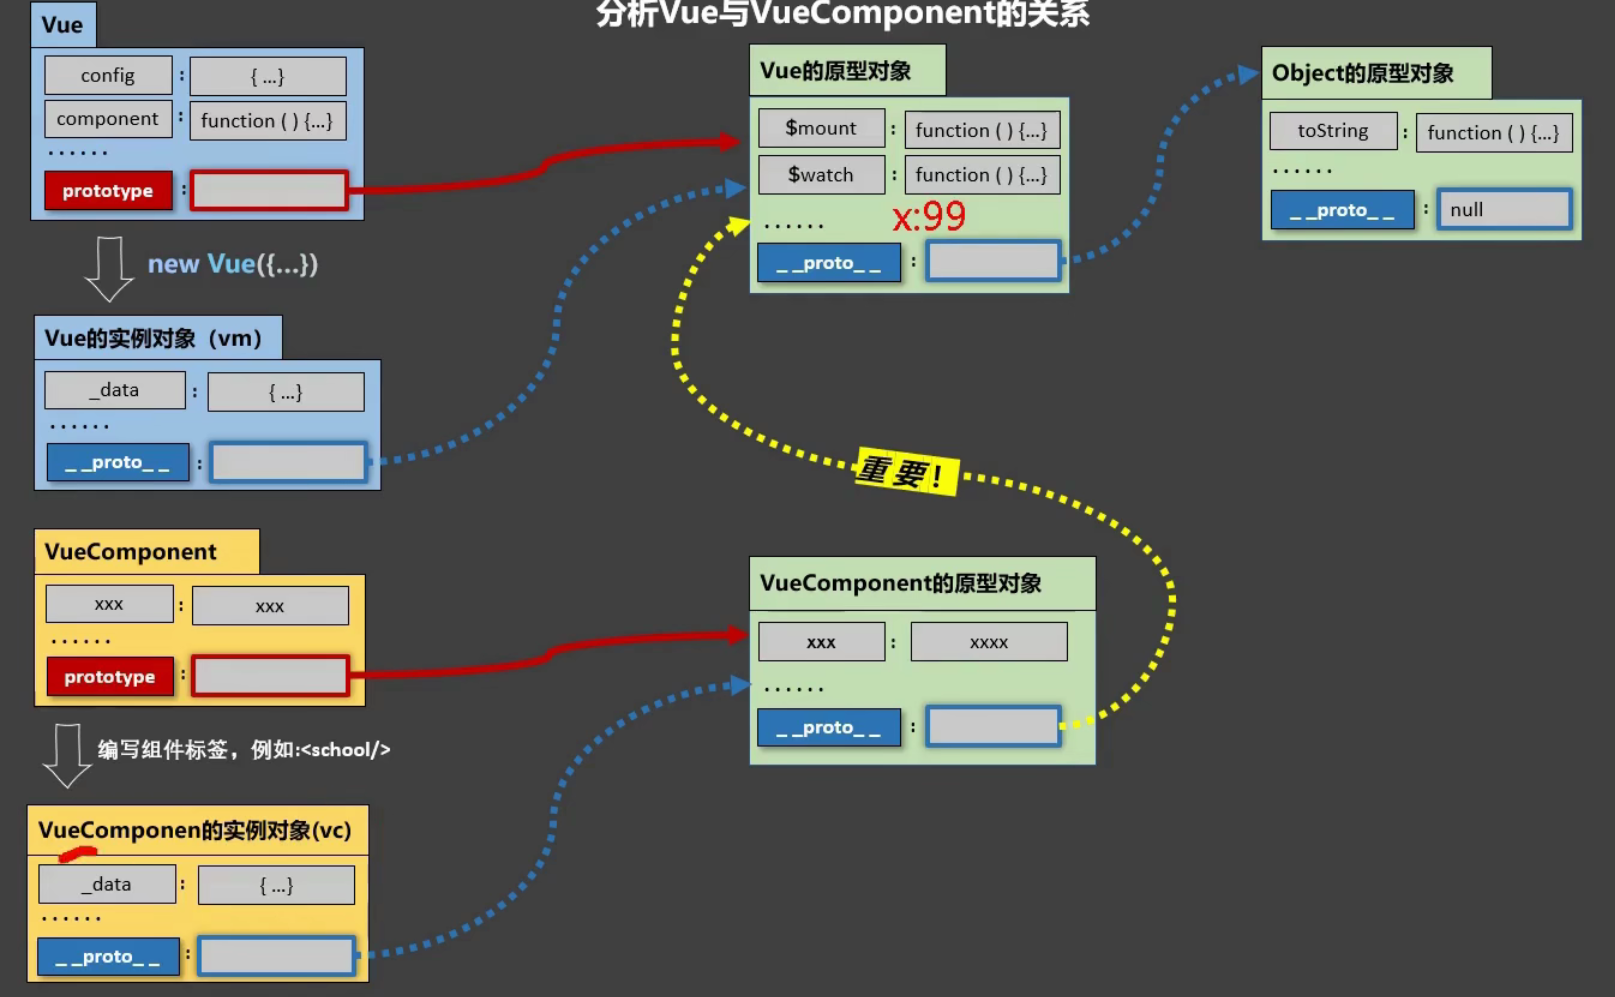 分析Vue与VueComponent的关系
Vue
config : { ...}
component : function ( ) {...}
······
prototype :
new Vue({...})
Vue的实例对象（vm）
_data : { ...}
······
_ _proto_ _ :
VueComponent
xxx : xxx
······
prototype :
编写组件标签，例如:<school/>
VueComponen的实例对象(vc)
_data : { ...}
······
_ _proto_ _ :
Vue的原型对象
$mount : function ( ) {...}
$watch : function ( ) {...}
······ x:99
_ _proto_ _ :
重要!
VueComponent的原型对象
xxx : xxxx
······
_ _proto_ _ :
Object的原型对象
toString : function ( ) {...}
······
_ _proto_ _ : null